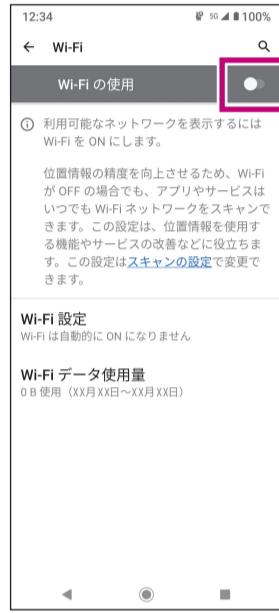 12:34 5G 100%
Wi-Fi
Wi-Fi の使用
利用可能なネットワークを表示するには
Wi-Fi を ON にします。
位置情報の精度を向上させるため、Wi-Fi
が OFF の場合でも、アプリやサービスは
いつでも Wi-Fi ネットワークをスキャンで
きます。この設定は、位置情報を使用す
る機能やサービスの改善などに役立ちま
す。この設定はスキャンの設定で変更で
きます。
Wi-Fi 設定
Wi-Fi は自動的に ON になりません
Wi-Fi データ使用量
0 B 使用（XX月XX日～XX月XX日）